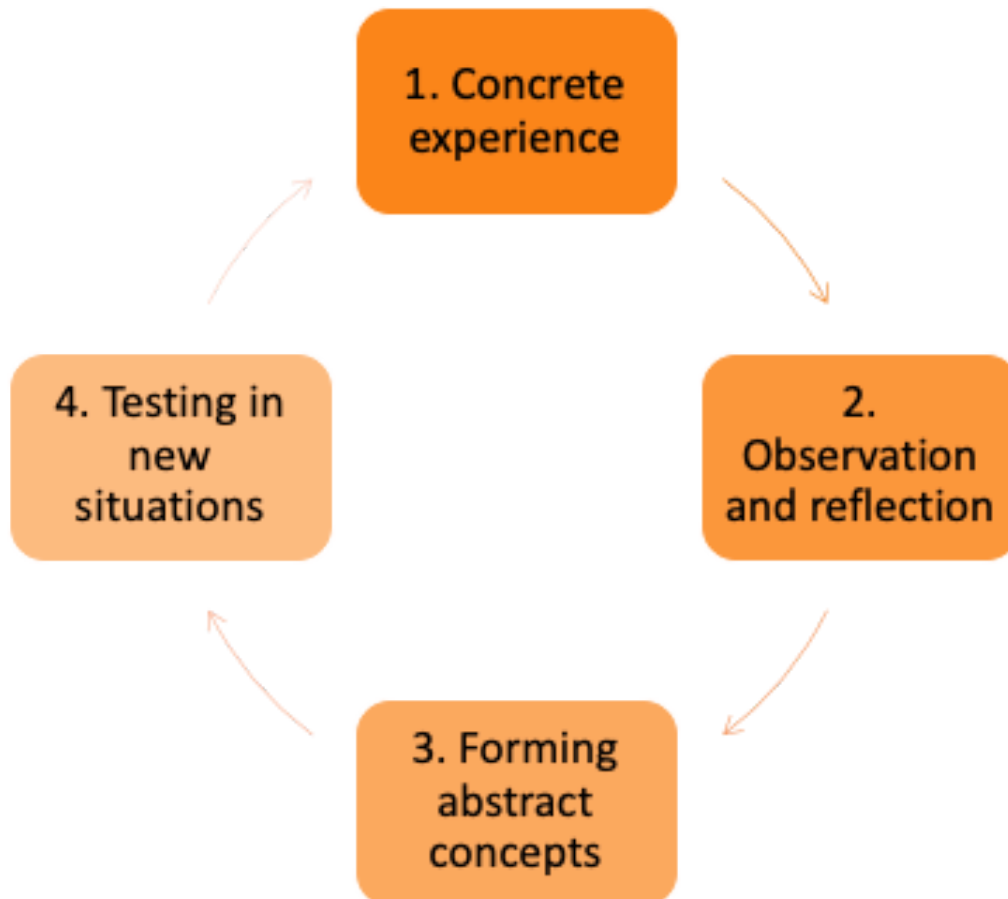 1. Concrete
experience
2.
Observation
and reflection
3. Forming
abstract
concepts
4. Testing in
new
situations